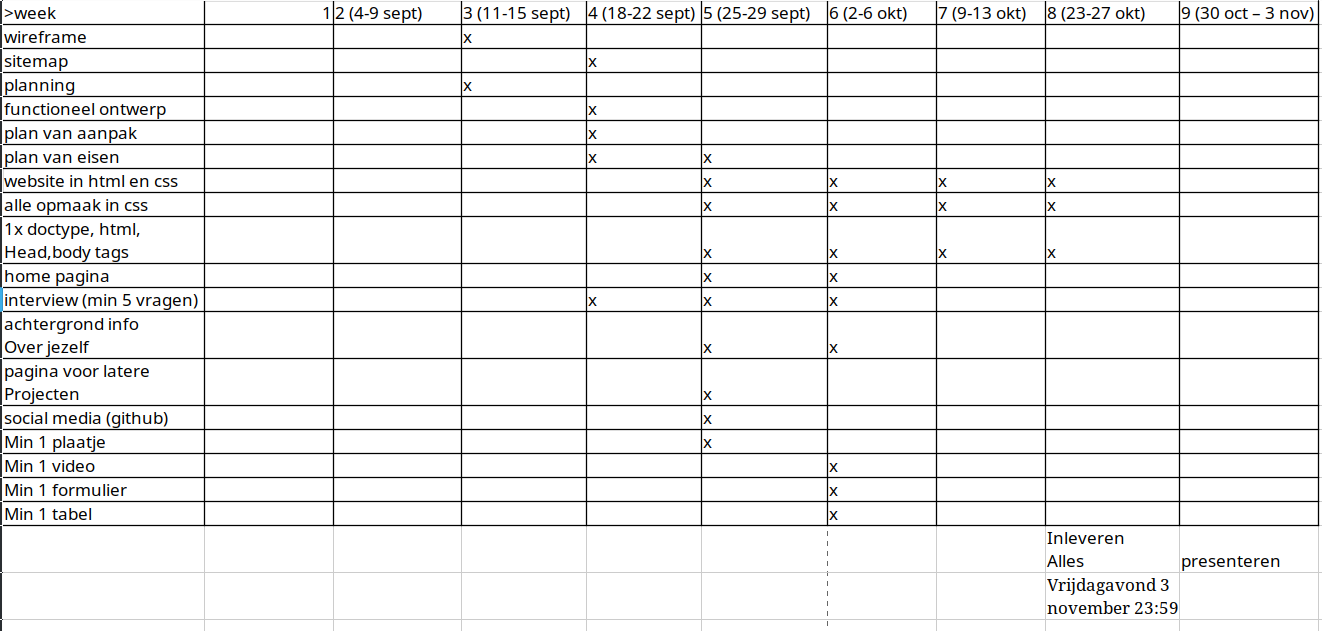 >week 1 2 (4-9 sept) 3 (11-15 sept) 4 (18-22 sept) 5 (25-29 sept) 6 (2-6 okt) 7 (9-13 okt) 8 (23-27 okt) 9 (30 oct – 3 nov)
wireframe x
sitemap x
planning x
functioneel ontwerp x
plan van aanpak x
plan van eisen x x
website in html en css x x x x
alle opmaak in css x x x x
1x doctype, html,
Head,body tags x x x x
home pagina x x
interview (min 5 vragen) x x x
achtergrond info
Over jezelf x x
pagina voor latere
Projecten x
social media (github) x
Min 1 plaatje x
Min 1 video x
Min 1 formulier x
Min 1 tabel x
Inleveren
Alles presenteren
Vrijdagavond 3
november 23:59